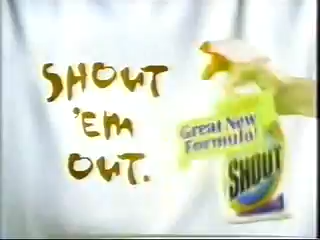 SHOUT
'EM
OUT.
Great New
Formula!
SHOUT